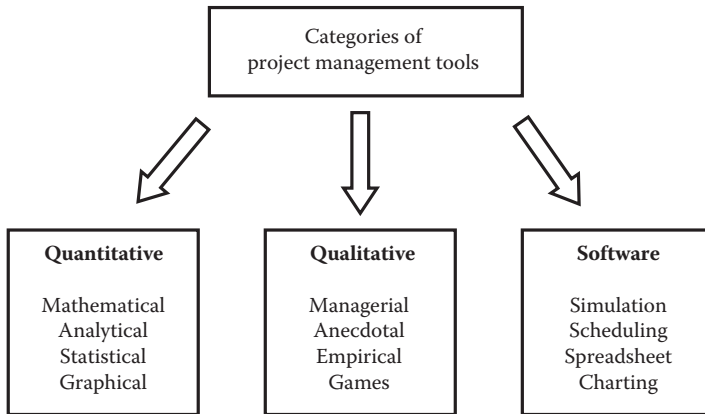 Categories of
project management tools
Quantitative
Mathematical
Analytical
Statistical
Graphical
Qualitative
Managerial
Anecdotal
Empirical
Games
Software
Simulation
Scheduling
Spreadsheet
Charting